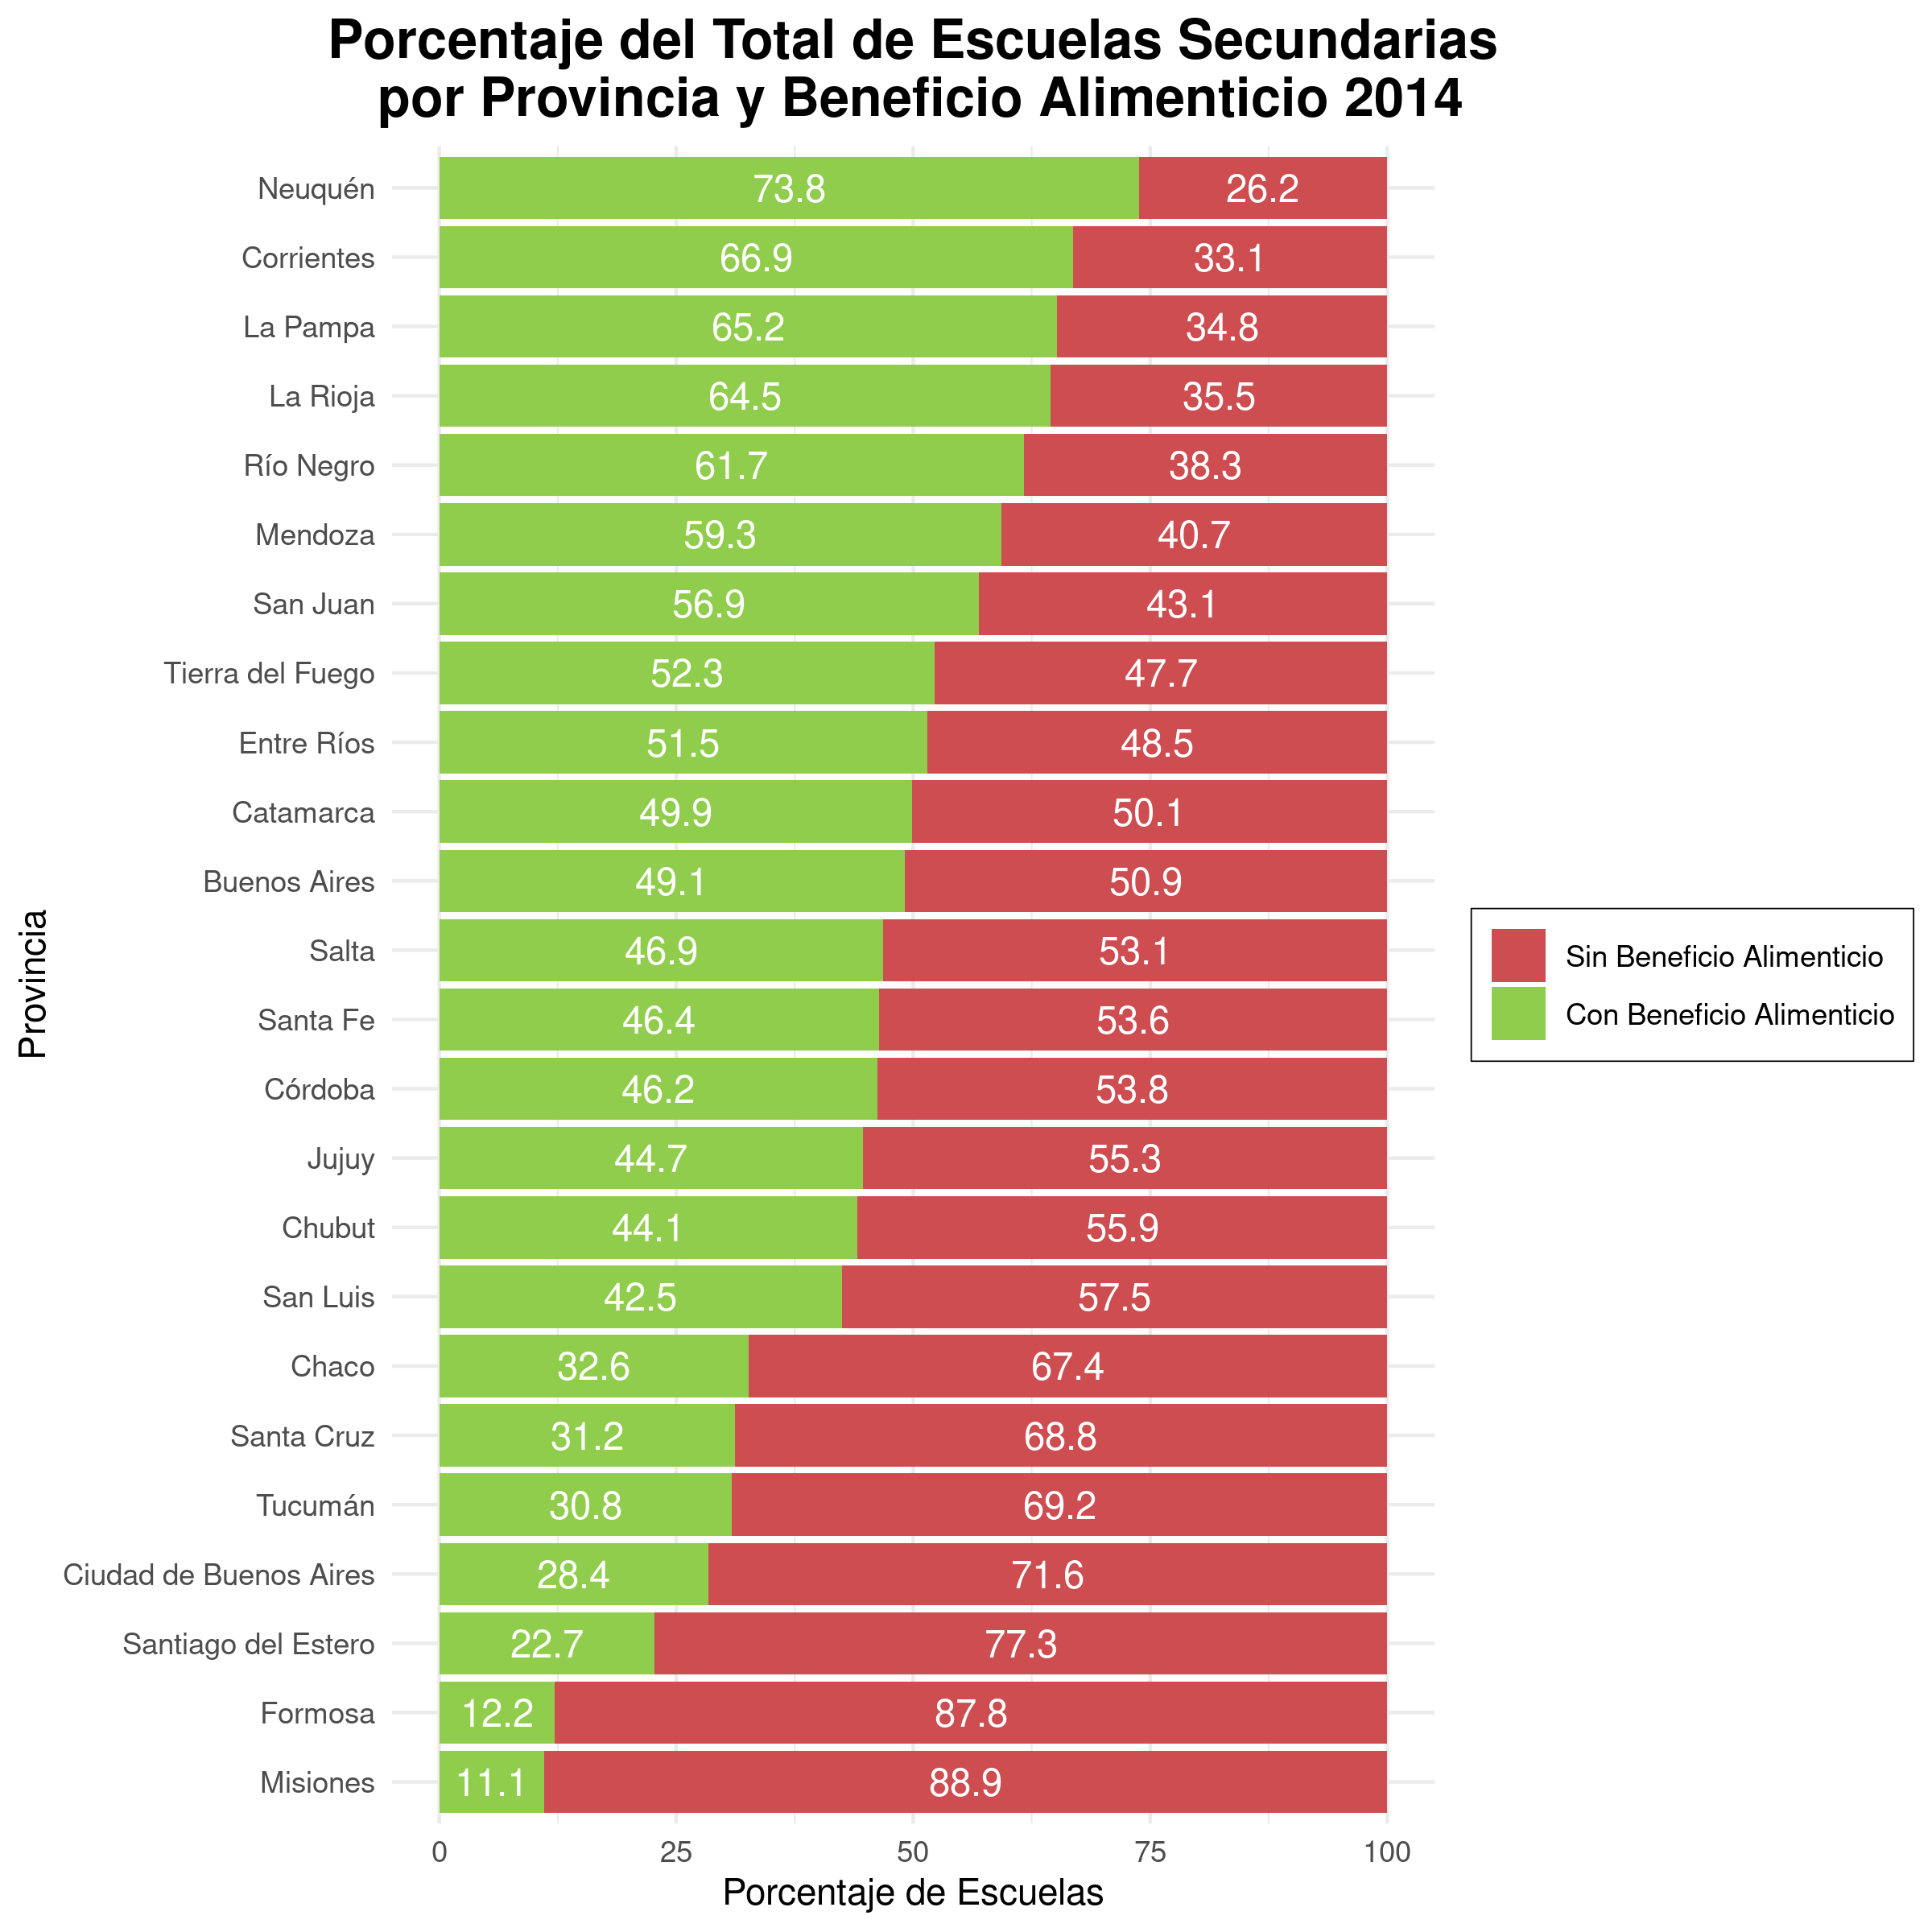 Porcentaje del Total de Escuelas Secundarias
por Provincia y Beneficio Alimenticio 2014
Provincia
Neuquén 73.8 26.2
Corrientes 66.9 33.1
La Pampa 65.2 34.8
La Rioja 64.5 35.5
Río Negro 61.7 38.3
Mendoza 59.3 40.7
San Juan 56.9 43.1
Tierra del Fuego 52.3 47.7
Entre Ríos 51.5 48.5
Catamarca 49.9 50.1
Buenos Aires 49.1 50.9
Salta 46.9 53.1
Santa Fe 46.4 53.6
Córdoba 46.2 53.8
Jujuy 44.7 55.3
Chubut 44.1 55.9
San Luis 42.5 57.5
Chaco 32.6 67.4
Santa Cruz 31.2 68.8
Tucumán 30.8 69.2
Ciudad de Buenos Aires 28.4 71.6
Santiago del Estero 22.7 77.3
Formosa 12.2 87.8
Misiones 11.1 88.9
0 25 50 75 100
Porcentaje de Escuelas
Sin Beneficio Alimenticio
Con Beneficio Alimenticio